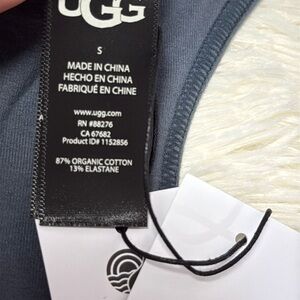 UGG
S
MADE IN CHINA
HECHO EN CHINA
FABRIQUÉ EN CHINE
www.ugg.com
RN #88276
CA 67682
Product ID# 1152856
87% ORGANIC COTTON
13% ELASTANE